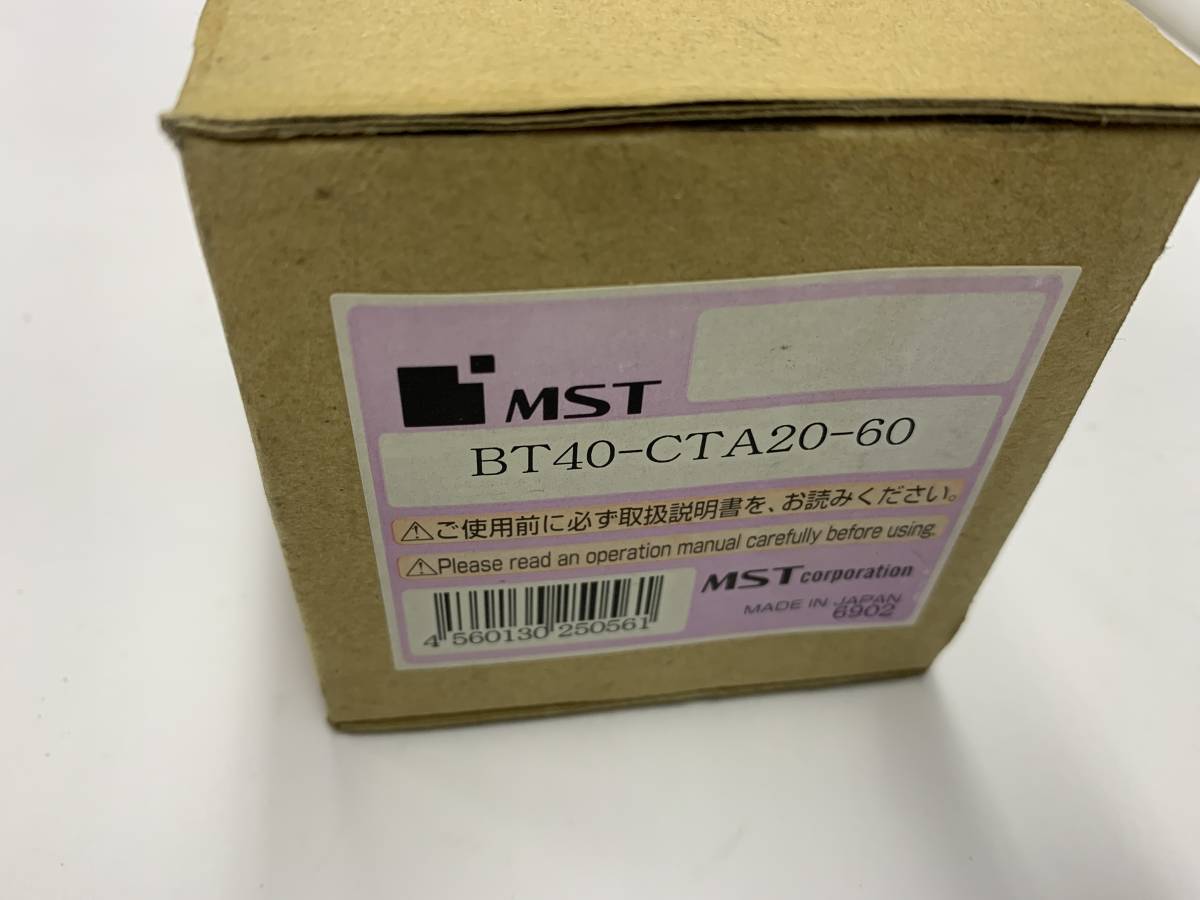 MST
BT40-CTA20-60
⚠ご使用前に必ず取扱説明書を、お読みください。
⚠Please read an operation manual carefully before using.
MST corporation
MADE IN JAPAN
6902
4 560130 250561